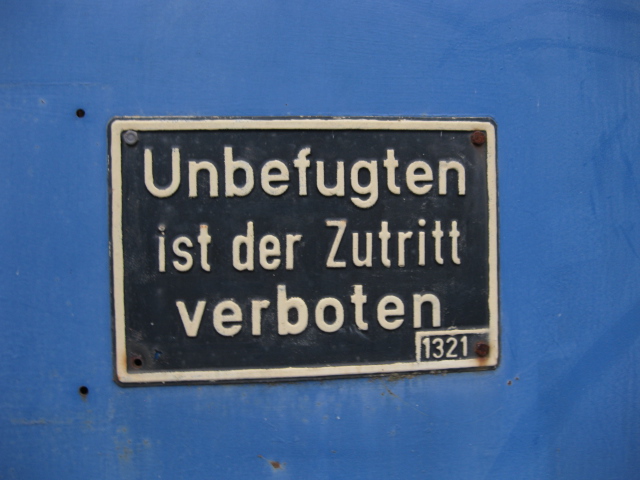 Unbefugten
ist der Zutritt
verboten
1321